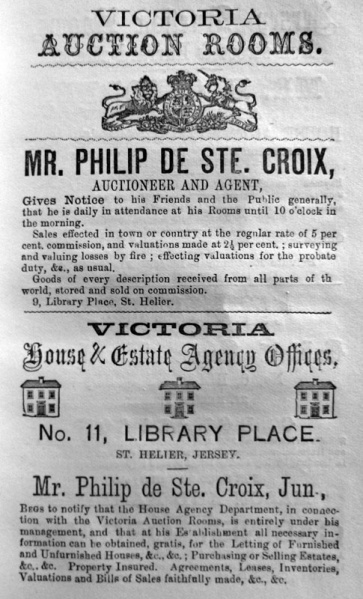 VICTORIA
AUCTION ROOMS.
MR. PHILIP DE STE. CROIX,
AUCTIONEER AND AGENT,
Gives Notice to his Friends and the Public generally,
that he is daily in attendance at his Rooms until 10 o'clock in
the morning.
Sales effected in town or country at the regular rate of 5 per
cent. commission, and valuations made at 2½ per cent. ; surveying
and valuing losses by fire ; effecting valuations for the probate
duty, &c., as usual.
Goods of every description received from all parts of th
world, stored and sold on commission.
9, Library Place, St. Helier.
VICTORIA
House & Estate Agency Offices,
No. 11, LIBRARY PLACE.
ST. HELIER, JERSEY.
Mr. Philip de Ste. Croix, Jun.,
BEGS to notify that the House Agency Department, in connec-
tion with the Victoria Auction Rooms, is entirely under his
management, and that at his Establishment all necessary in-
formation can be obtained, gratis, for the Letting of Furnished
and Unfurnished Houses, &c., &c. ; Purchasing or Selling Estates,
&c., &c. Property Insured. Agreements, Leases, Inventories,
Valuations and Bills of Sales faithfully made, &c., &c.